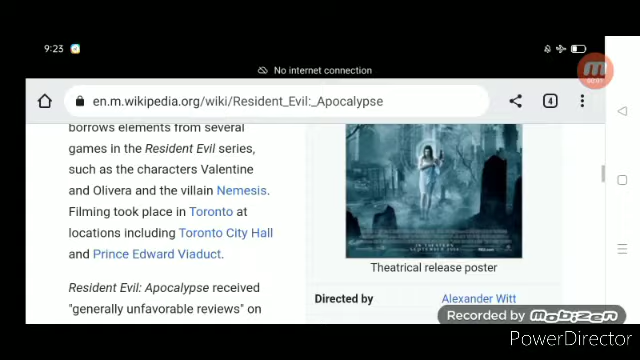 9:23
No internet connection
en.m.wikipedia.org/wiki/Resident_Evil:_Apocalypse
4
borrows elements from several
games in the Resident Evil series,
such as the characters Valentine
and Olivera and the villain Nemesis.
Filming took place in Toronto at
locations including Toronto City Hall
and Prince Edward Viaduct.
Resident Evil: Apocalypse received
"generally unfavorable reviews" on
Theatrical release poster
Directed by
Alexander Witt
Recorded by
MOBIZEN
PowerDirector